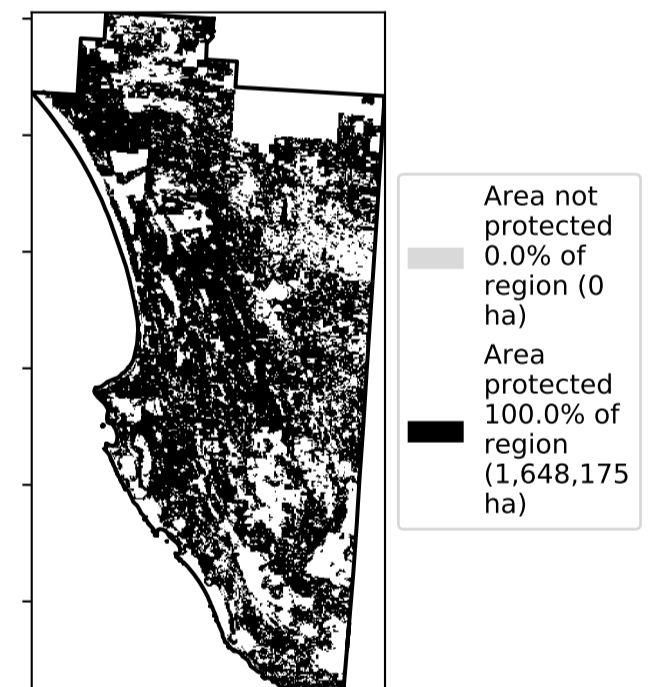 Area not
protected
0.0% of
region (0
ha)
Area
protected
100.0% of
region
(1,648,175
ha)